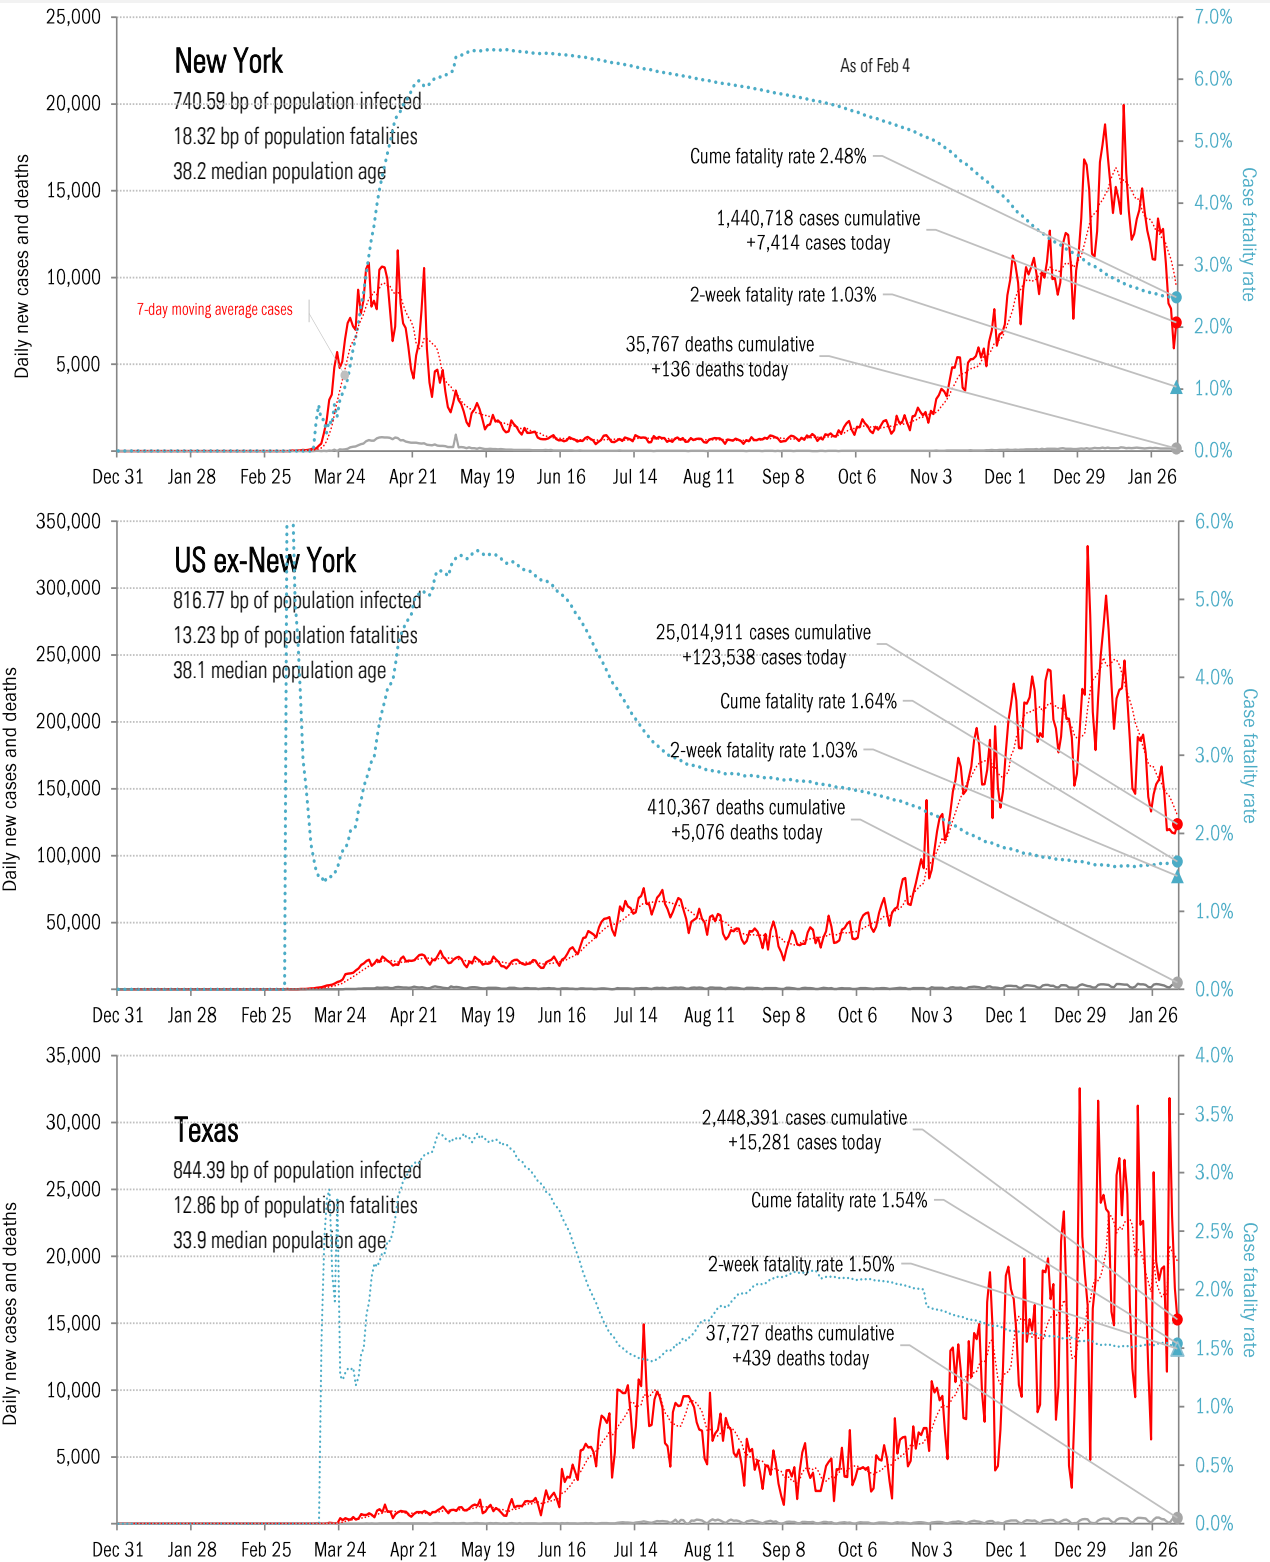 25,000
7.0%
New York
As of Feb 4
740.59 bp of population infected
6.0%
20,000
18.32 bp of population fatalities
Cume fatality rate 2.48%
5.0%
38.2 median population age
15,000
4.0%
1,440,718 cases cumulative
+7,414 cases today
10,000
3.0%
7-day moving average cases
2-week fatality rate 1.03%
2.0%
35,767 deaths cumulative
+136 deaths today
5,000
1.0%
0.0%
Daily new cases and deaths
Case fatality rate
Dec 31 Jan 28 Feb 25 Mar 24 Apr 21 May 19 Jun 16 Jul 14 Aug 11 Sep 8 Oct 6 Nov 3 Dec 1 Dec 29 Jan 26
350,000
6.0%
US ex-New York
300,000
816.77 bp of population infected
5.0%
13.23 bp of population fatalities
25,014,911 cases cumulative
+123,538 cases today
250,000
38.1 median population age
4.0%
Cume fatality rate 1.64%
200,000
2-week fatality rate 1.03%
3.0%
150,000
410,367 deaths cumulative
+5,076 deaths today
2.0%
100,000
50,000
1.0%
0.0%
Daily new cases and deaths
Case fatality rate
Dec 31 Jan 28 Feb 25 Mar 24 Apr 21 May 19 Jun 16 Jul 14 Aug 11 Sep 8 Oct 6 Nov 3 Dec 1 Dec 29 Jan 26
35,000
4.0%
Texas
2,448,391 cases cumulative
+15,281 cases today
30,000
3.5%
844.39 bp of population infected
3.0%
25,000
12.86 bp of population fatalities
Cume fatality rate 1.54%
33.9 median population age
2.5%
20,000
2-week fatality rate 1.50%
2.0%
15,000
37,727 deaths cumulative
+439 deaths today
1.5%
10,000
1.0%
5,000
0.5%
0.0%
Daily new cases and deaths
Case fatality rate
Dec 31 Jan 28 Feb 25 Mar 24 Apr 21 May 19 Jun 16 Jul 14 Aug 11 Sep 8 Oct 6 Nov 3 Dec 1 Dec 29 Jan 26